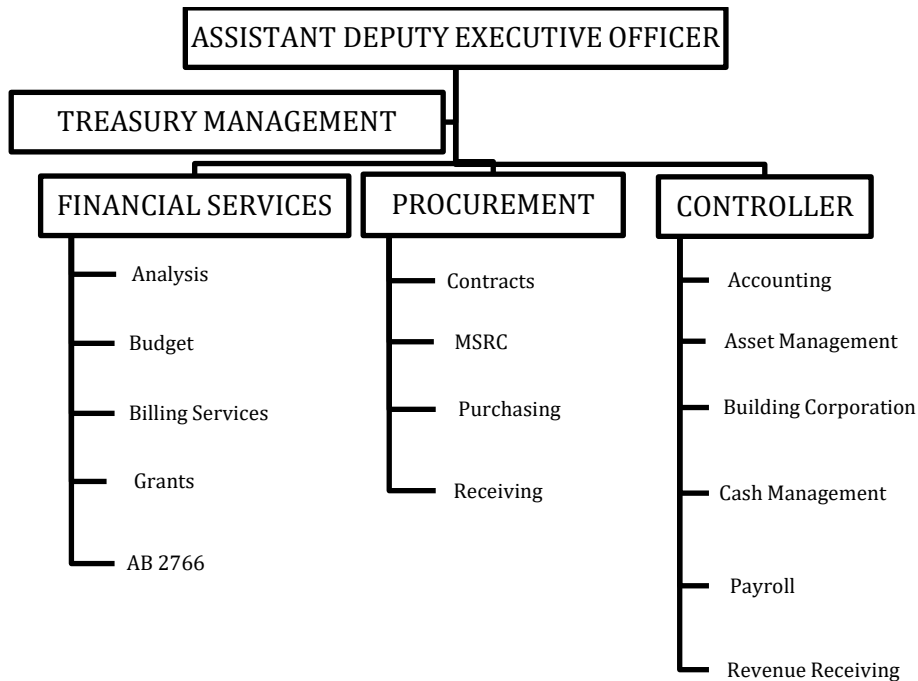 ASSISTANT DEPUTY EXECUTIVE OFFICER
TREASURY MANAGEMENT
FINANCIAL SERVICES
Analysis
Budget
Billing Services
Grants
AB 2766
PROCUREMENT
Contracts
MSRC
Purchasing
Receiving
CONTROLLER
Accounting
Asset Management
Building Corporation
Cash Management
Payroll
Revenue Receiving